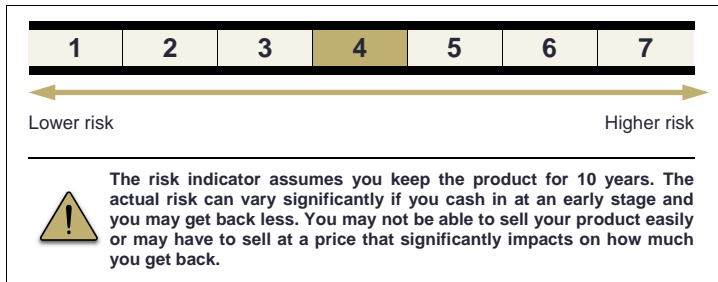 1 2 3 4 5 6 7
Lower risk Higher risk
The risk indicator assumes you keep the product for 10 years. The
actual risk can vary significantly if you cash in at an early stage and
you may get back less. You may not be able to sell your product easily
or may have to sell at a price that significantly impacts on how much
you get back.